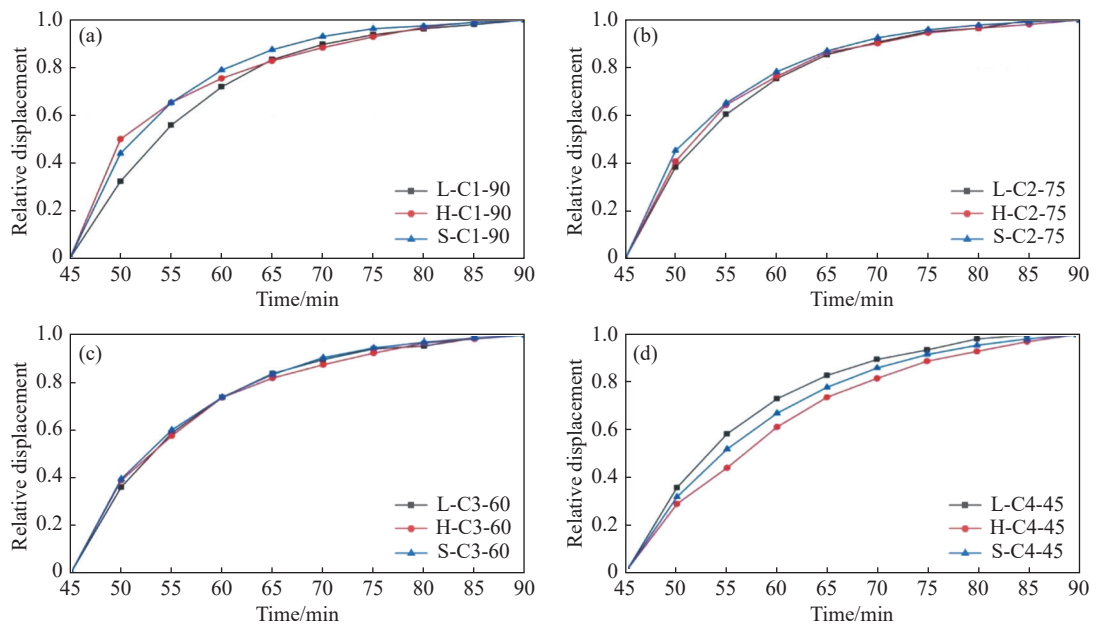 (a)
1.0
0.8
0.6
0.4
0.2
0
Relative displacement
L-C1-90
H-C1-90
S-C1-90
45 50 55 60 65 70 75 80 85 90
Time/min
(b)
1.0
0.8
0.6
0.4
0.2
0
Relative displacement
L-C2-75
H-C2-75
S-C2-75
45 50 55 60 65 70 75 80 85 90
Time/min
(c)
1.0
0.8
0.6
0.4
0.2
0
Relative displacement
L-C3-60
H-C3-60
S-C3-60
45 50 55 60 65 70 75 80 85 90
Time/min
(d)
1.0
0.8
0.6
0.4
0.2
0
Relative displacement
L-C4-45
H-C4-45
S-C4-45
45 50 55 60 65 70 75 80 85 90
Time/min